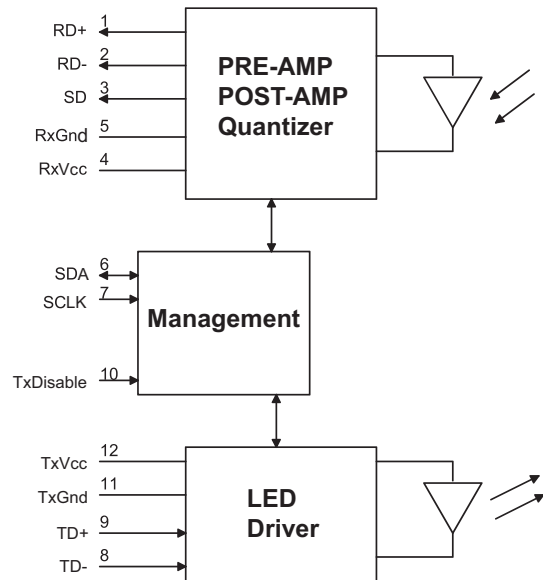 RD+ 1
RD- 2
SD 3
RxGnd 5
RxVcc 4
PRE-AMP
POST-AMP
Quantizer
SDA 6
SCLK 7
TxDisable 10
Management
TxVcc 12
TxGnd 11
TD+ 9
TD- 8
LED
Driver